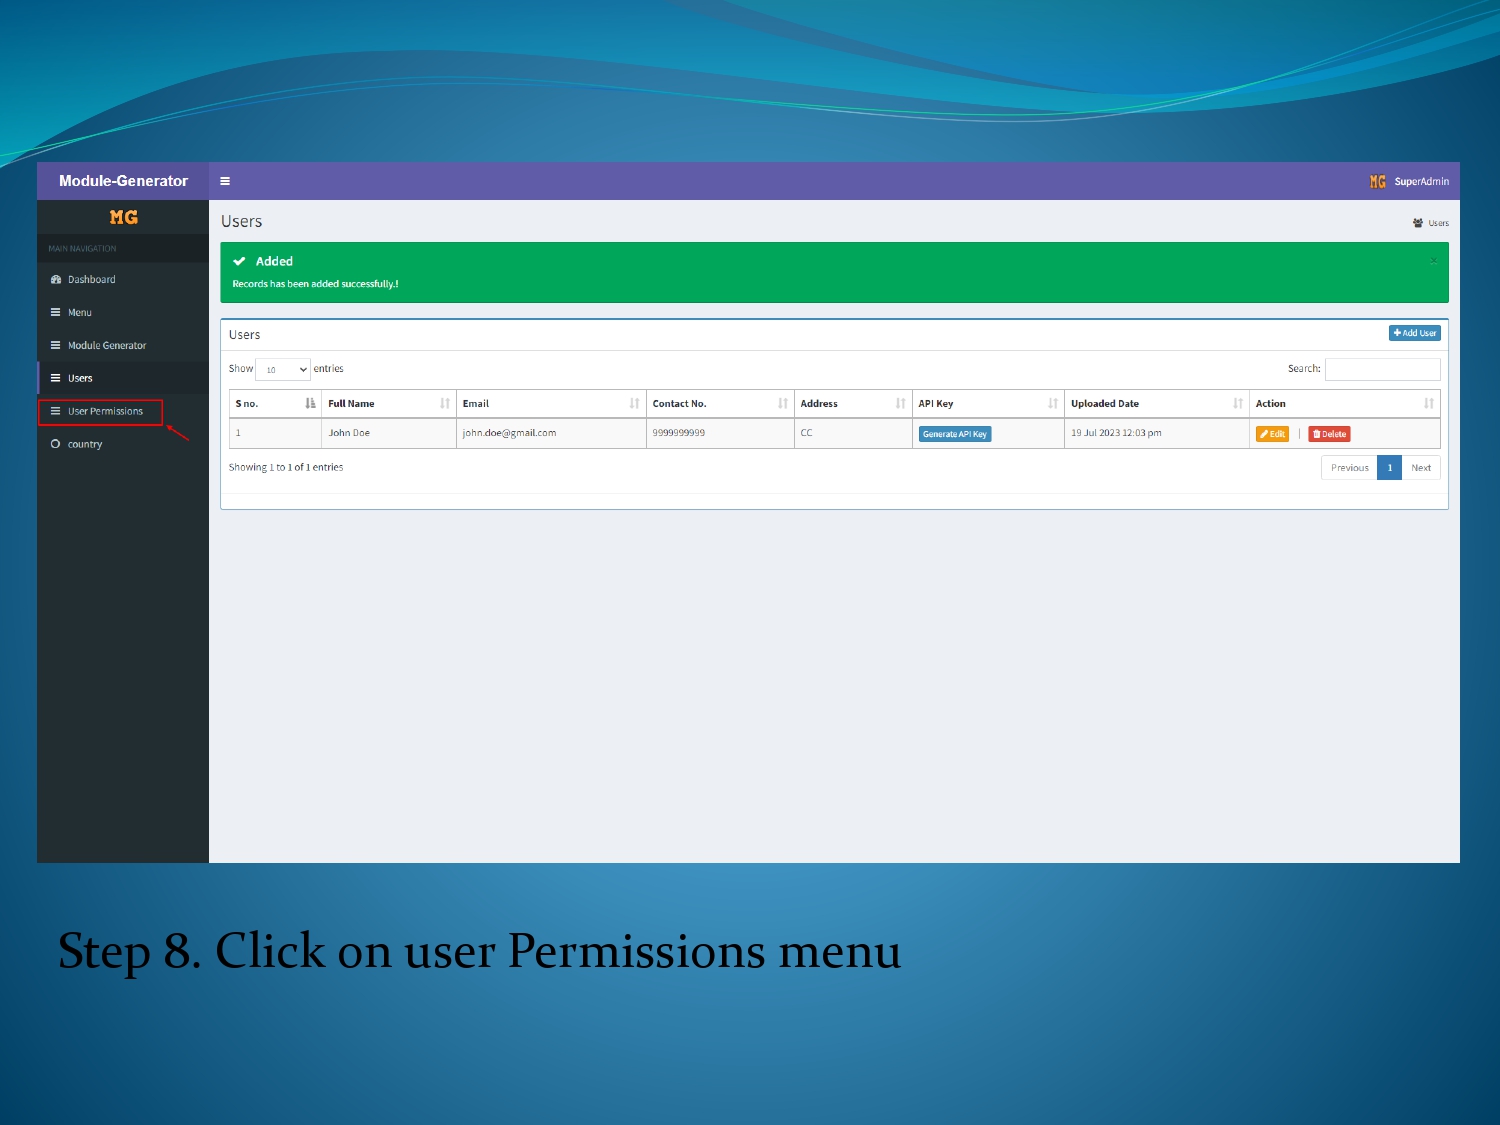 Module-Generator
MG SuperAdmin
MG
Users
Users
MAIN NAVIGATION
Added
×
Records has been added successfully.!
Dashboard
Menu
Module Generator
Users
User Permissions
country
Users
Add User
Show 10 entries
Search:
S no. Full Name Email Contact No. Address API Key Uploaded Date Action
1 John Doe john.doe@gmail.com 9999999999 CC Generate API Key 19 Jul 2023 12:03 pm Edit | Delete
Showing 1 to 1 of 1 entries
Previous 1 Next
Step 8. Click on user Permissions menu